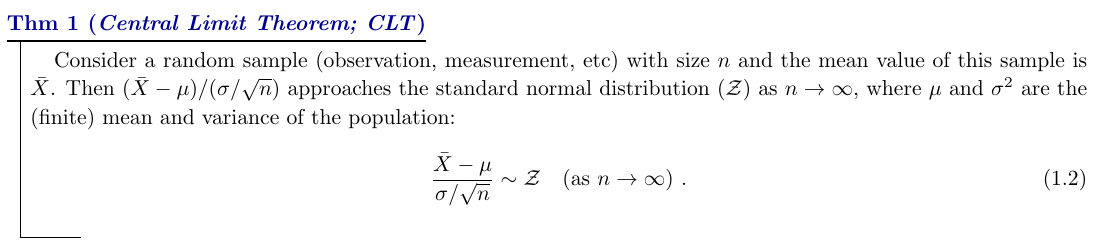 Thm 1 (Central Limit Theorem; CLT)
Consider a random sample (observation, measurement, etc) with size n and the mean value of this sample is
X̄. Then (X̄ − μ)/(σ/√n) approaches the standard normal distribution (𝒵) as n → ∞, where μ and σ² are the
(finite) mean and variance of the population:
(X̄ − μ)/(σ/√n) ∼ 𝒵 (as n → ∞) . (1.2)